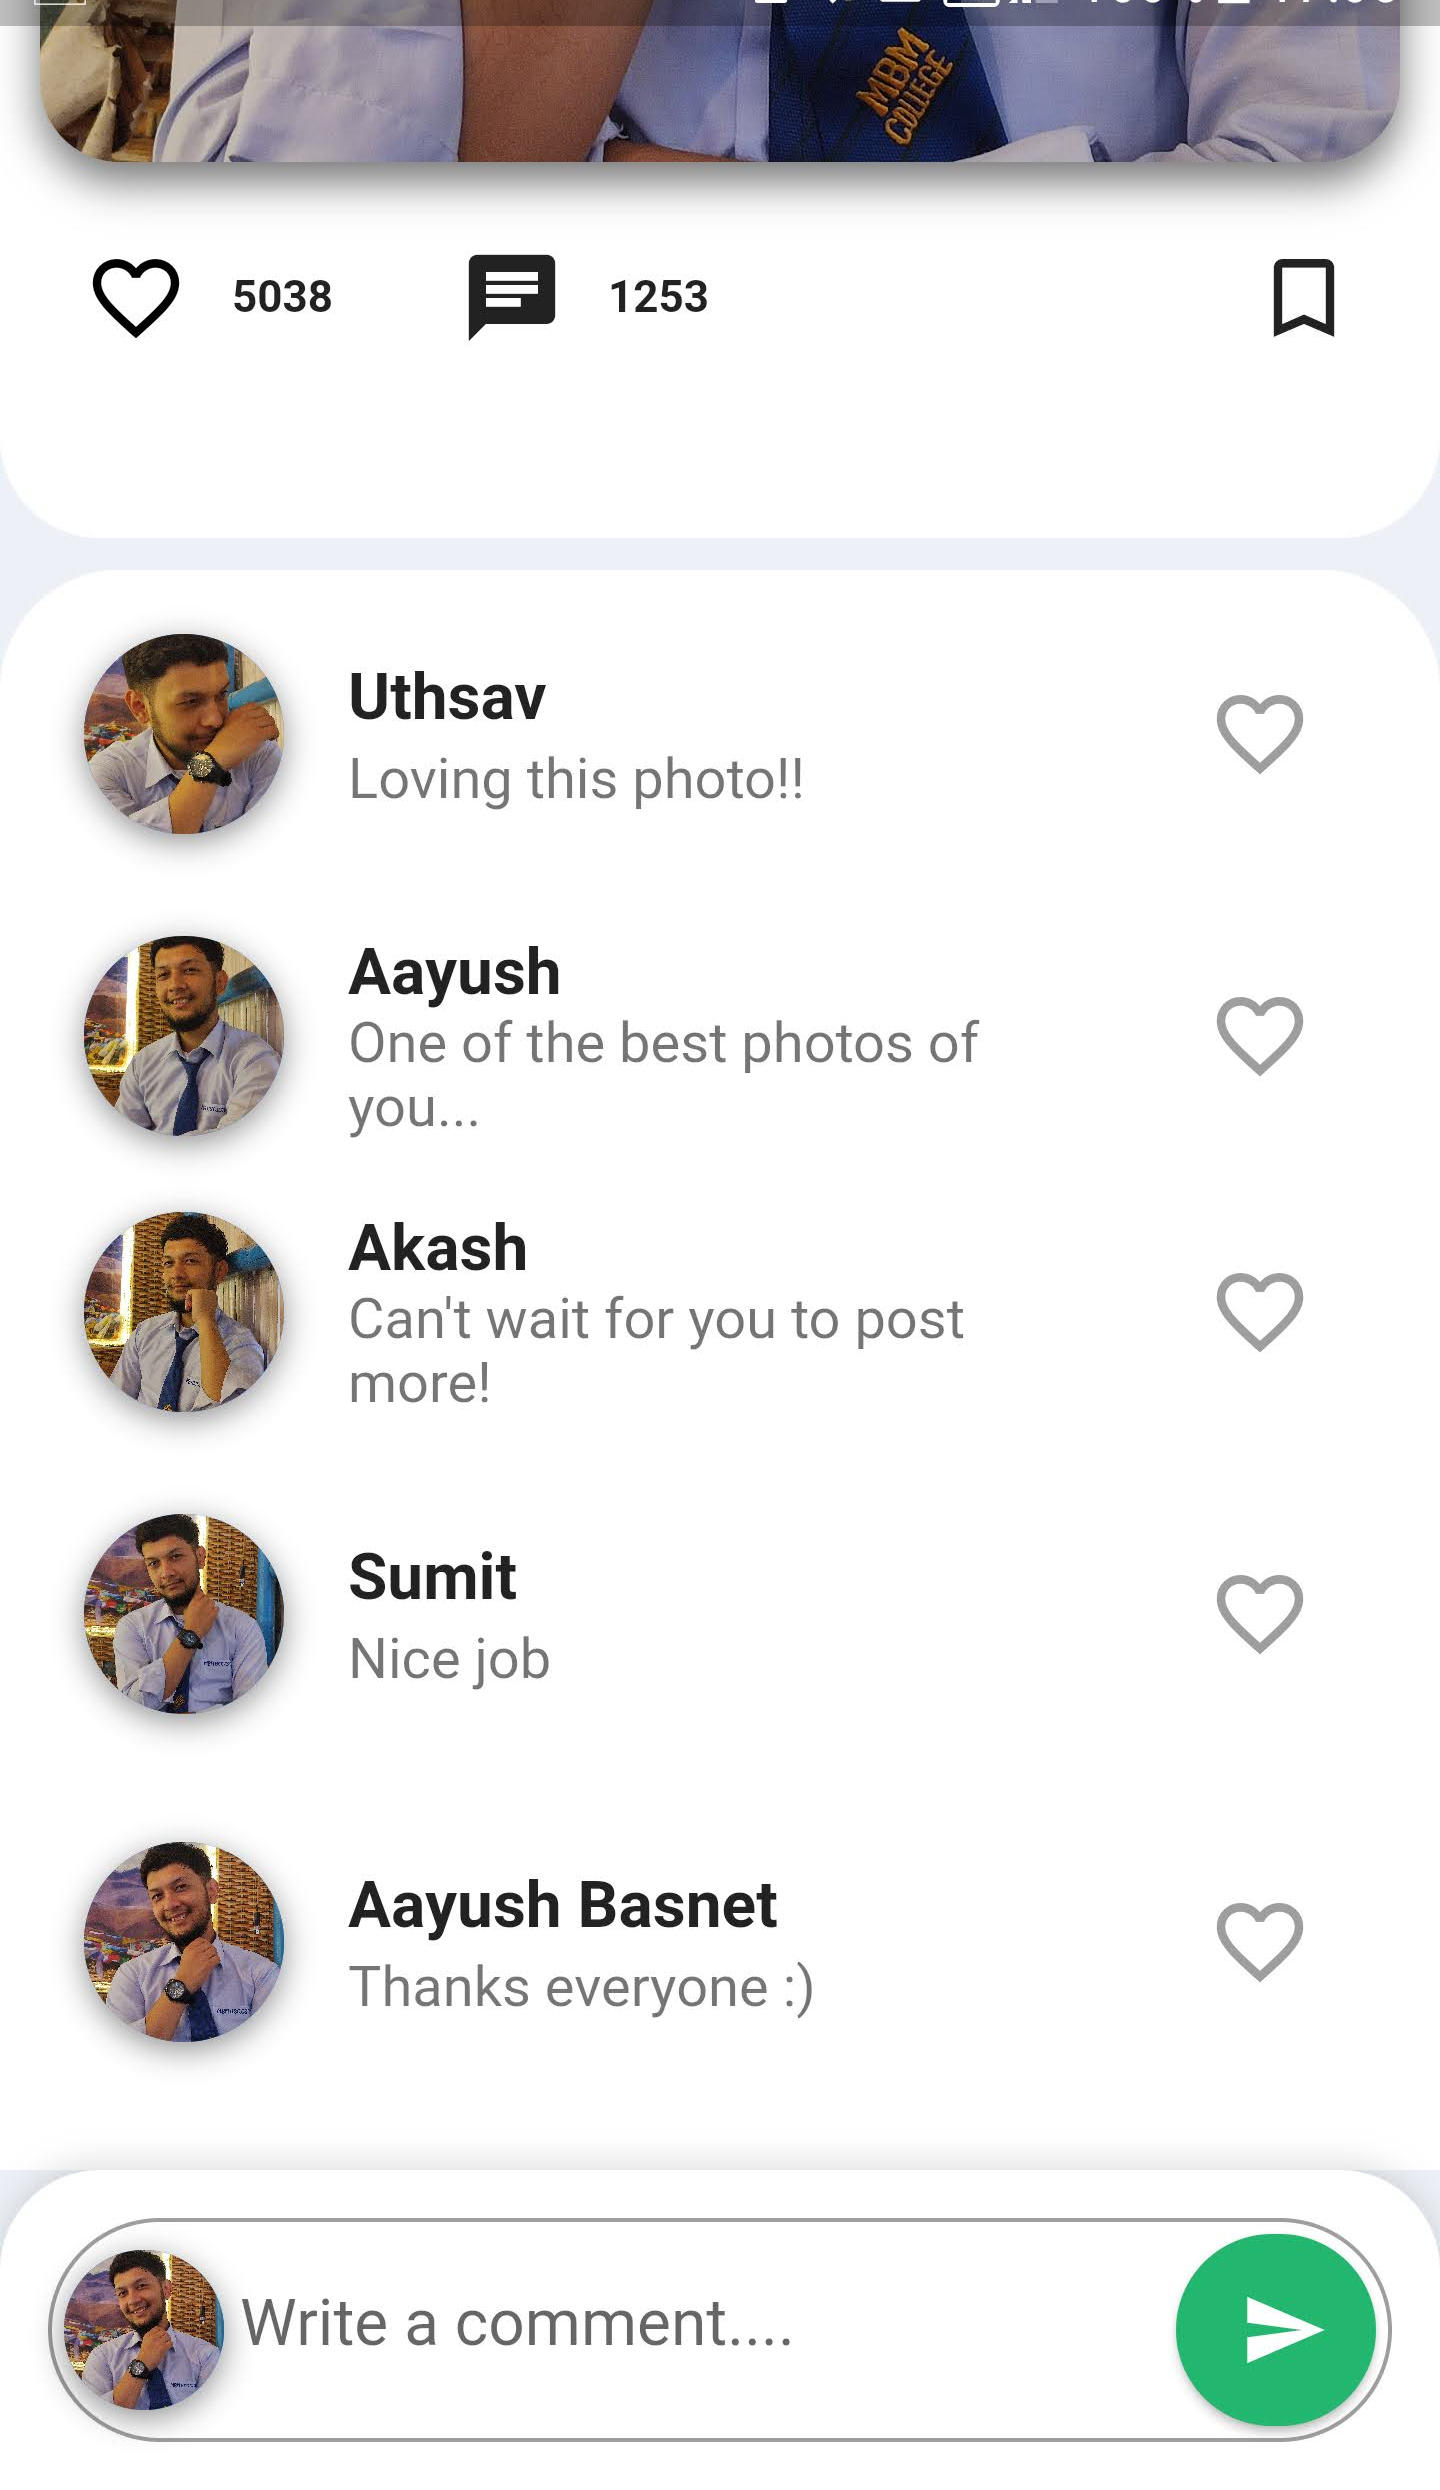 MBM
COLLEGE
5038
1253
Uthsav
Loving this photo!!
Aayush
One of the best photos of
you...
Akash
Can't wait for you to post
more!
Sumit
Nice job
Aayush Basnet
Thanks everyone :)
Write a comment....